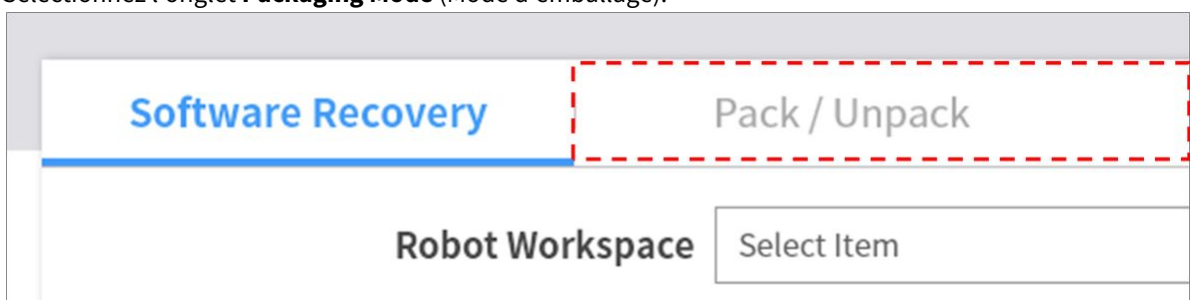 Sélectionnez l'onglet Packaging Mode (Mode d'emballage).
Software Recovery
Pack / Unpack
Robot Workspace
Select Item